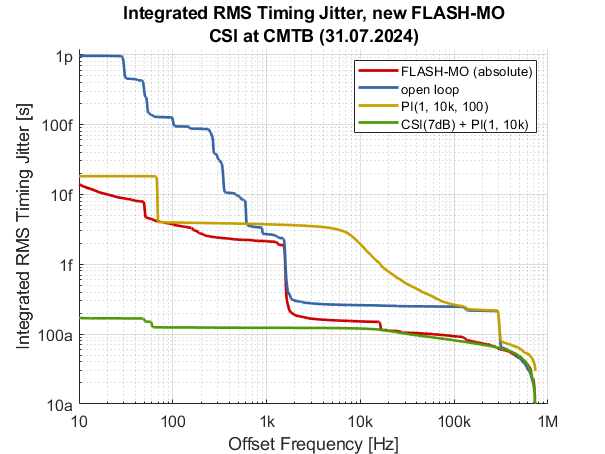 Integrated RMS Timing Jitter, new FLASH-MO
CSI at CMTB (31.07.2024)
Integrated RMS Timing Jitter [s]
1p
100f
10f
1f
100a
10a
FLASH-MO (absolute)
open loop
PI(1, 10k, 100)
CSI(7dB) + PI(1, 10k)
10
100
1k
10k
100k
1M
Offset Frequency [Hz]